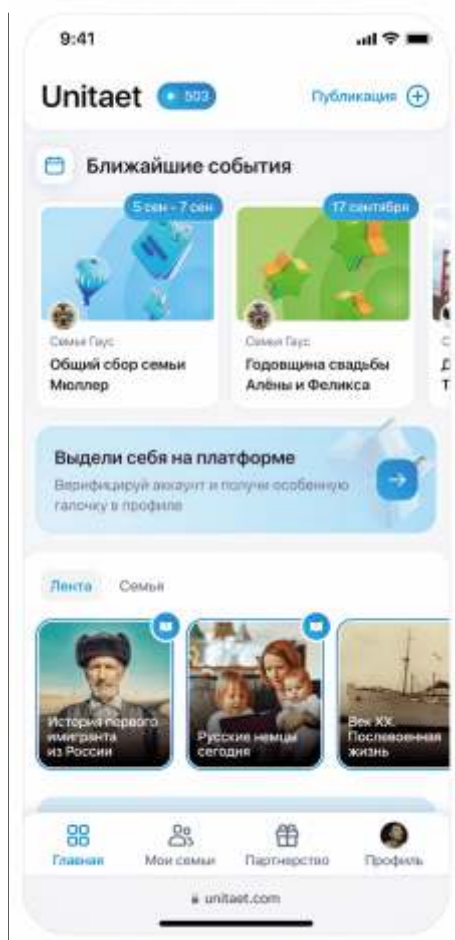 9:41
Unitaet
503
Публикация
Ближайшие события
5 сен - 7 сен
17 сентября
Семья Гаус
Общий сбор семьи
Мюллер
Семья Гаус
Годовщина свадьбы
Алёны и Феликса
Выдели себя на платформе
Верифицируй аккаунт и получи особенную
галочку в профиле
Лента
Семья
История первого
имигранта
из России
Русские немцы
сегодня
Век XX.
Послевоенная
жизнь
Главная
Мои семьи
Партнерство
Профиль
unitaet.com